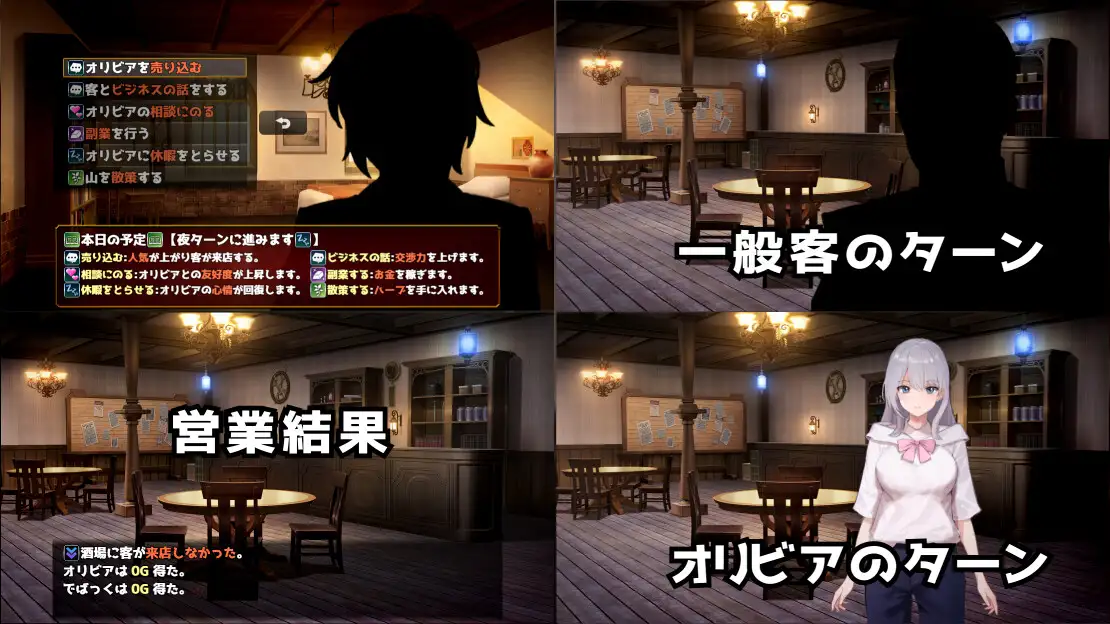 オリビアを売り込む
客とビジネスの話をする
オリビアの相談にのる
副業を行う
オリビアに休暇をとらせる
山を散策する
本日の予定【夜ターンに進みます】
売り込む:人気が上がり客が来店する。 ビジネスの話:交渉力を上げます。
相談にのる:オリビアとの友好度が上昇します。 副業する:お金を稼ぎます。
休暇をとらせる:オリビアの心情が回復します。 散策する:ハーブを手に入れます。
一般客のターン
営業結果
酒場に客が来店しなかった。
オリビアは 0G 得た。
でばっくは 0G 得た。
オリビアのターン